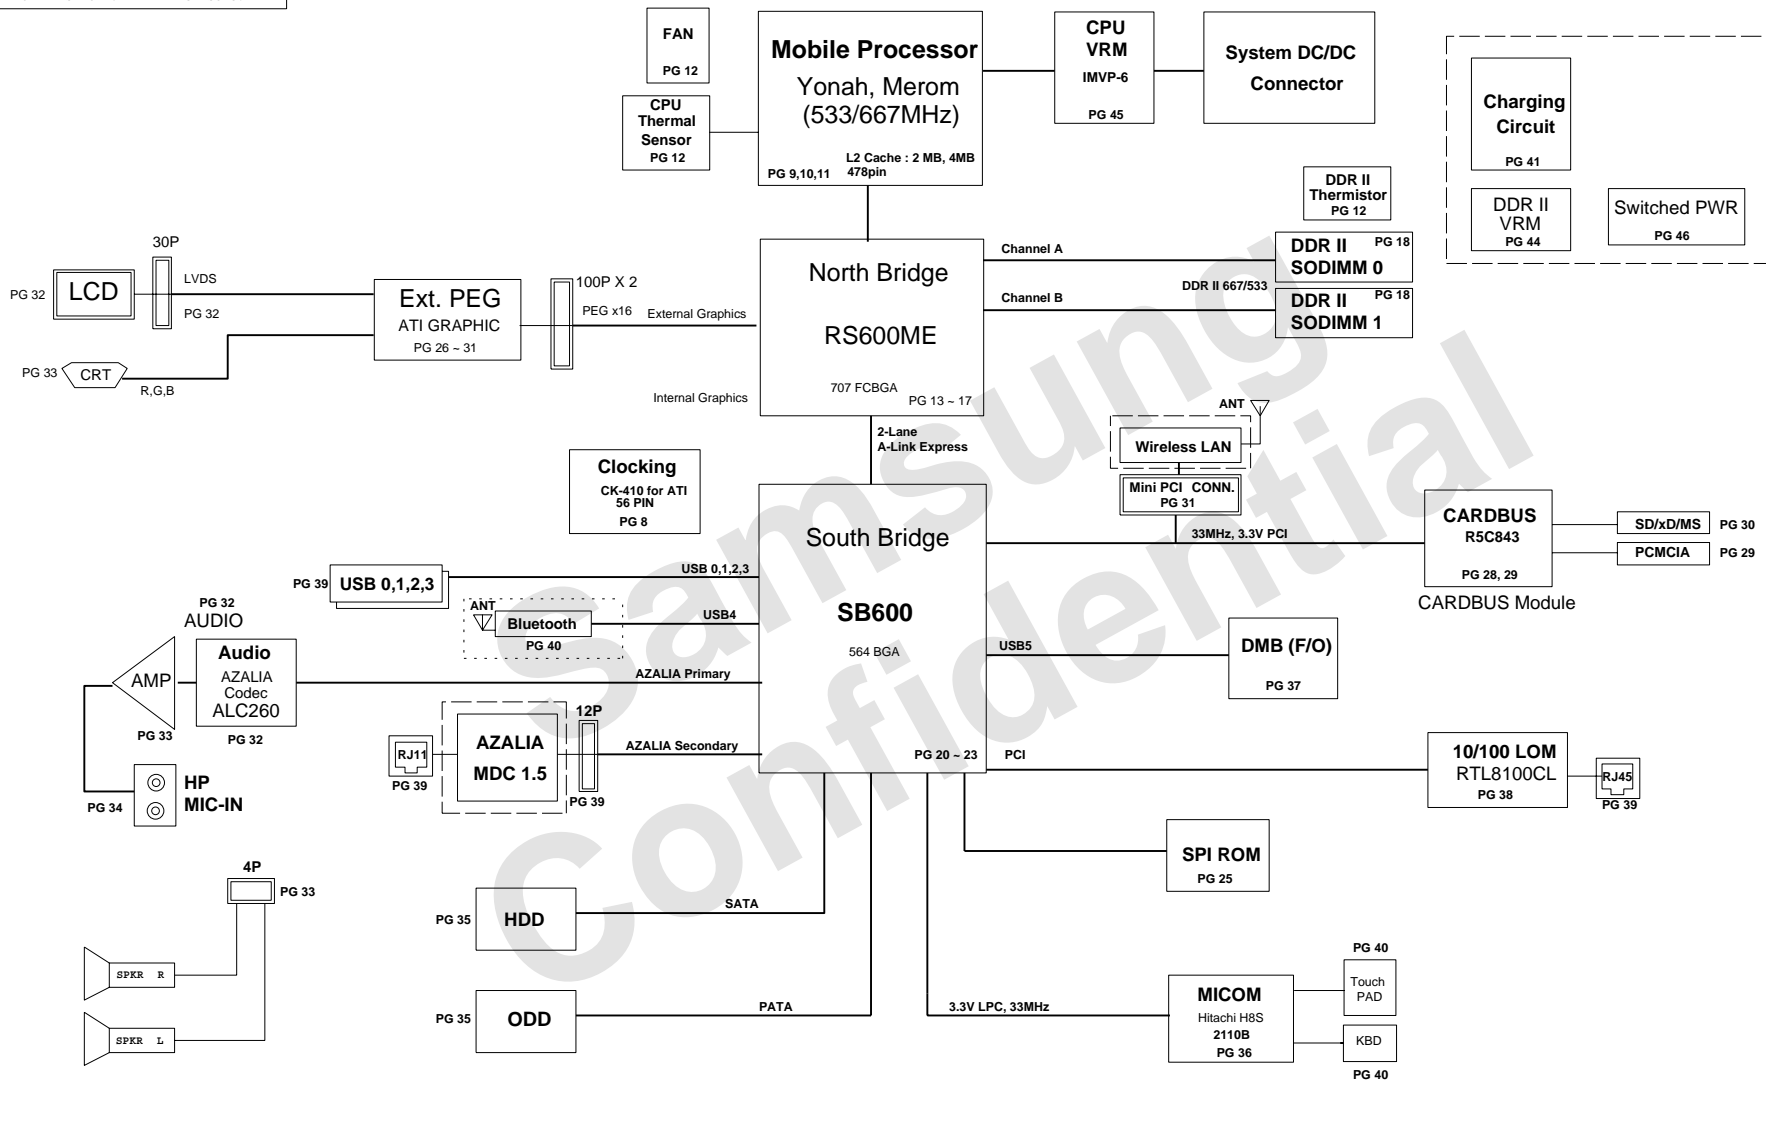 FAN
PG 12
CPU
Thermal
Sensor
PG 12
Mobile Processor
Yonah, Merom
(533/667MHz)
L2 Cache : 2 MB, 4MB
478pin
PG 9,10,11
CPU
VRM
IMVP-6
PG 45
System DC/DC
Connector
Charging
Circuit
PG 41
DDR II
VRM
PG 44
Switched PWR
PG 46
DDR II
Thermistor
PG 12
Channel A
DDR II
SODIMM 0
PG 18
DDR II 667/533
Channel B
DDR II
SODIMM 1
PG 18
North Bridge
RS600ME
707 FCBGA
PG 13 ~ 17
30P
PG 32
LCD
LVDS
PG 32
PG 33
CRT
R,G,B
Ext. PEG
ATI GRAPHIC
PG 26 ~ 31
100P X 2
PEG x16
External Graphics
Internal Graphics
2-Lane
A-Link Express
Clocking
CK-410 for ATI
56 PIN
PG 8
ANT
Wireless LAN
Mini PCI CONN.
PG 31
33MHz, 3.3V PCI
CARDBUS
R5C843
PG 28, 29
CARDBUS Module
SD/xD/MS
PG 30
PCMCIA
PG 29
South Bridge
SB600
564 BGA
PG 20 ~ 23
PG 39
USB 0,1,2,3
USB 0,1,2,3
ANT
Bluetooth
PG 40
USB4
USB5
DMB (F/O)
PG 37
PG 32
AUDIO
AMP
PG 33
Audio
AZALIA
Codec
ALC260
PG 32
AZALIA Primary
RJ11
PG 39
AZALIA
MDC 1.5
12P
PG 39
AZALIA Secondary
PCI
10/100 LOM
RTL8100CL
PG 38
RJ45
PG 39
PG 34
HP
MIC-IN
SPI ROM
PG 25
4P
PG 33
SPKR R
SPKR L
PG 35
HDD
SATA
PG 35
ODD
PATA
3.3V LPC, 33MHz
MICOM
Hitachi H8S
2110B
PG 36
PG 40
Touch
PAD
KBD
PG 40
Samsung
Confidential